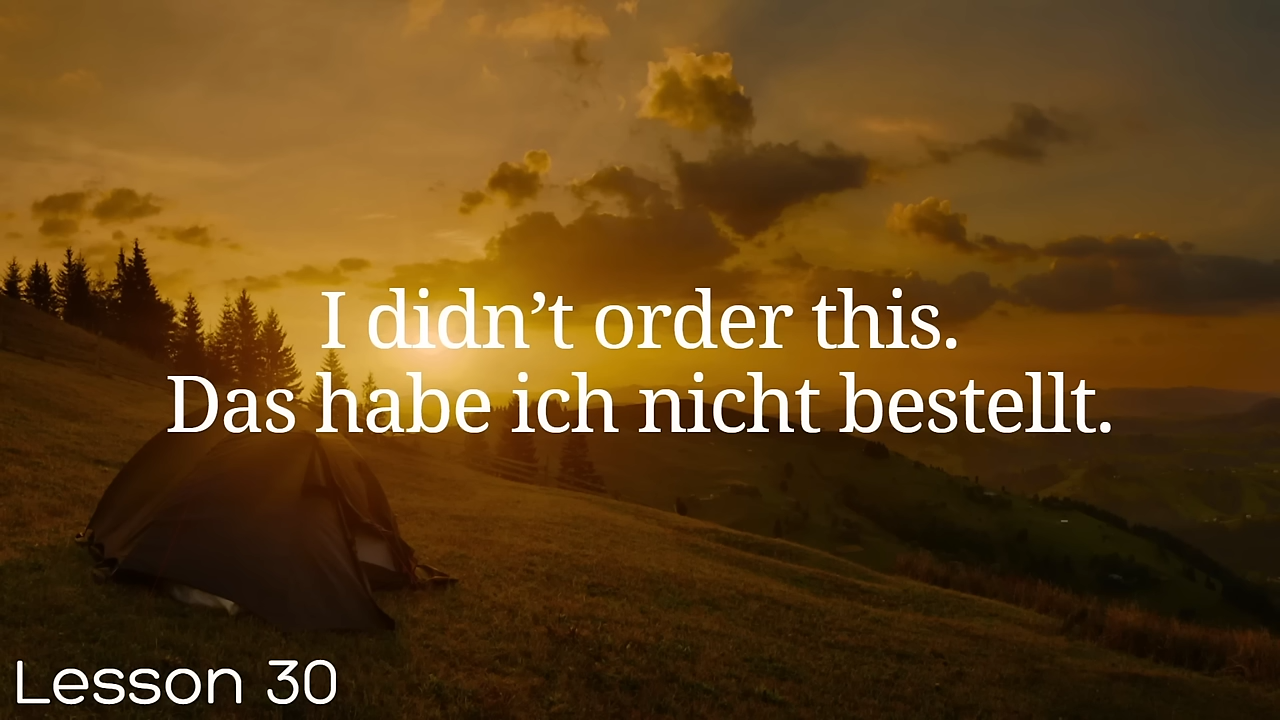 I didn’t order this.
Das habe ich nicht bestellt.
Lesson 30